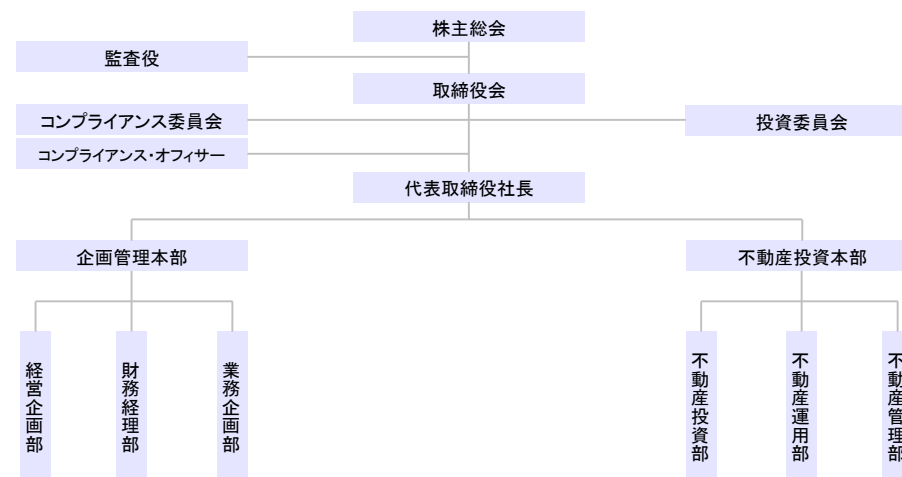 株主総会
監査役
取締役会
コンプライアンス委員会
投資委員会
コンプライアンス・オフィサー
代表取締役社長
企画管理本部
不動産投資本部
経営企画部
財務経理部
業務企画部
不動産投資部
不動産運用部
不動産管理部